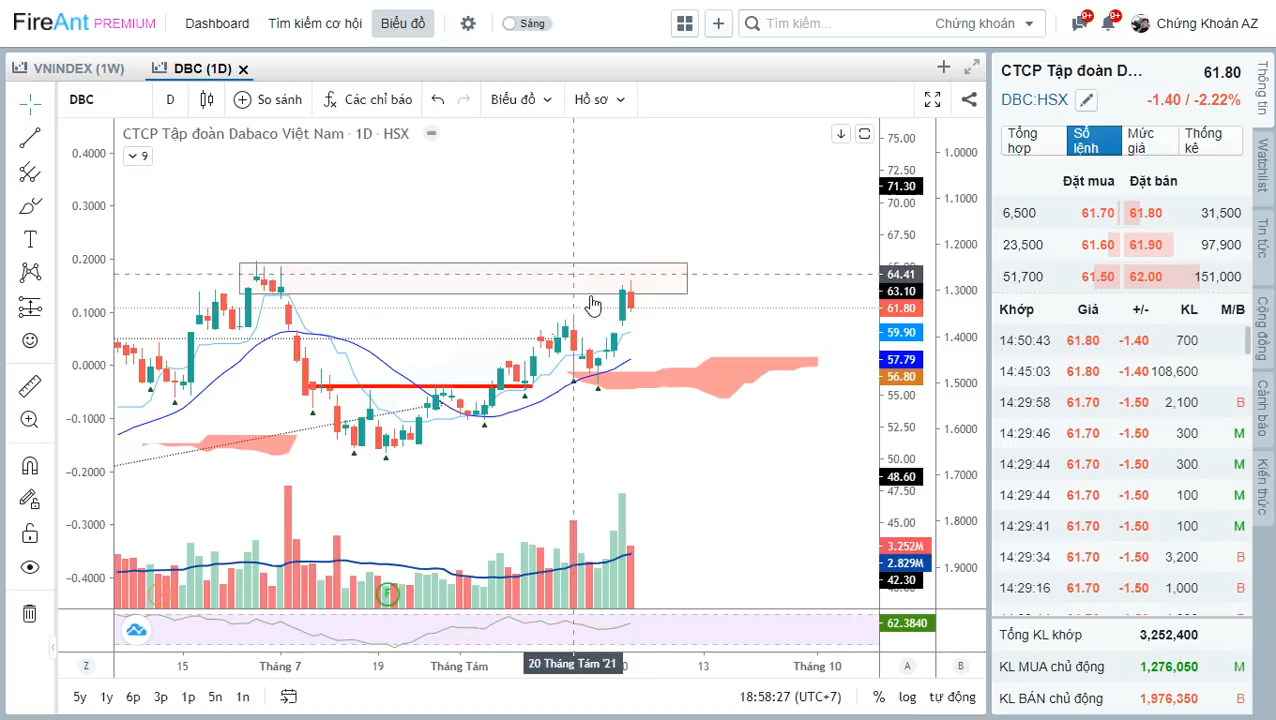 FireAnt PREMIUM Dashboard Tìm kiếm cơ hội Biểu đồ Sáng Tìm kiếm... Chứng khoán 9+ 9+ Chứng Khoán AZ
VNINDEX (1W) DBC (1D)
DBC D So sánh Các chỉ báo Biểu đồ Hồ sơ
CTCP Tập đoàn Dabaco Việt Nam · 1D · HSX
9
0.4000
0.3000
0.2000
0.1000
0.0000
-0.1000
-0.2000
-0.3000
-0.4000
75.00
72.50
71.30
70.00
67.50
64.41
63.10
61.80
59.90
57.79
56.80
55.00
52.50
50.00
48.60
47.50
45.00
3.252M
2.829M
42.30
62.3840
1.0000
1.1000
1.2000
1.3000
1.4000
1.5000
1.6000
1.7000
1.8000
1.9000
F
Z 15 Tháng 7 19 Tháng Tám 20 Tháng Tám '21 0 13 Tháng 10 A B
5y 1y 6p 3p 1p 5n 1n 18:58:27 (UTC+7) % log tự động
CTCP Tập đoàn D... 61.80
DBC:HSX -1.40 / -2.22%
Tổng hợp
Sổ lệnh
Mức giá
Thống kê
Đặt mua Đặt bán
6,500 61.70 61.80 31,500
23,500 61.60 61.90 97,900
51,700 61.50 62.00 151,000
Khớp Giá +/- KL M/B
14:50:43 61.80 -1.40 700
14:45:03 61.80 -1.40 108,600
14:29:58 61.70 -1.50 2,100 B
14:29:46 61.70 -1.50 300 M
14:29:44 61.70 -1.50 300 M
14:29:44 61.70 -1.50 100 M
14:29:41 61.70 -1.50 100 M
14:29:34 61.70 -1.50 3,200 B
14:29:16 61.70 -1.50 1,000 B
Tổng KL khớp 3,252,400
KL MUA chủ động 1,276,050 M
KL BÁN chủ động 1,976,350 B
Thông tin
Watchlist
Tin tức
Cộng đồng
Cảnh báo
Kiến thức